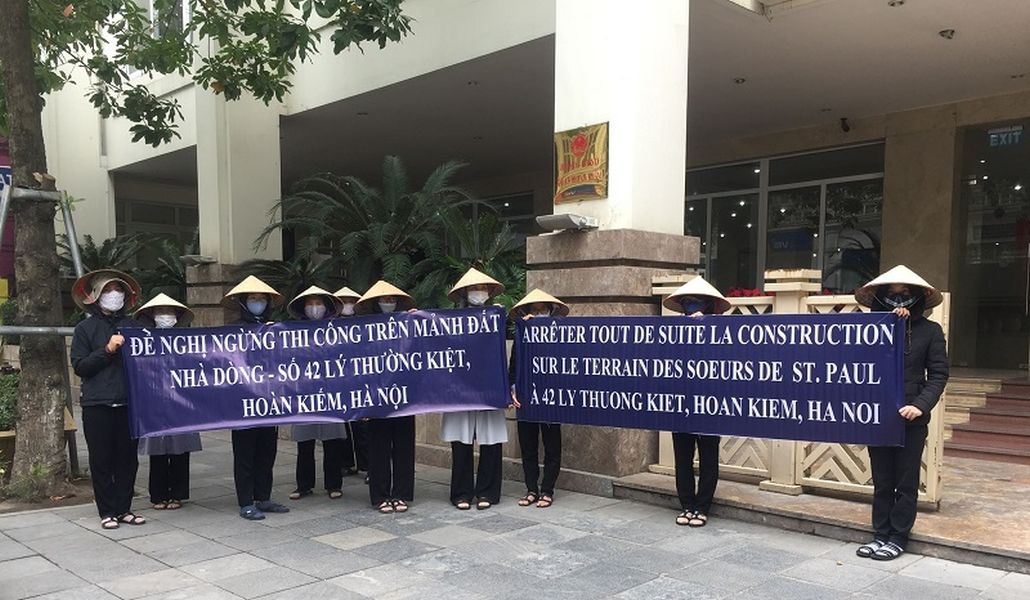 ĐỀ NGHỊ NGỪNG THI CÔNG TRÊN MẢNH ĐẤT
NHÀ DÒNG - SỐ 42 LÝ THƯỜNG KIỆT,
HOÀN KIẾM, HÀ NỘI
ARRÊTER TOUT DE SUITE LA CONSTRUCTION
SUR LE TERRAIN DES SOEURS DE ST. PAUL
À 42 LY THUONG KIET, HOAN KIEM, HA NOI
EXIT